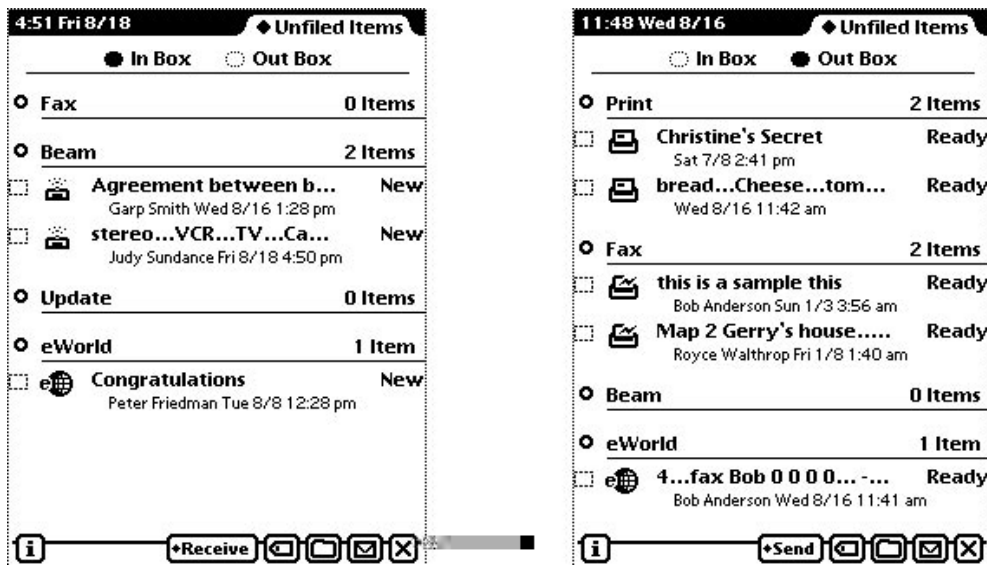 4:51 Fri 8/18
◆Unfiled Items
In Box Out Box
Fax 0 Items
Beam 2 Items
Agreement between b... New
Garp Smith Wed 8/16 1:28 pm
stereo...VCR...TV...Ca... New
Judy Sundance Fri 8/18 4:50 pm
Update 0 Items
eWorld 1 Item
Congratulations New
Peter Friedman Tue 8/8 12:28 pm
◆Receive
11:48 Wed 8/16
◆Unfiled Items
In Box Out Box
Print 2 Items
Christine's Secret Ready
Sat 7/8 2:41 pm
bread...Cheese...tom... Ready
Wed 8/16 11:42 am
Fax 2 Items
this is a sample this Ready
Bob Anderson Sun 1/3 3:56 am
Map 2 Gerry's house..... Ready
Royce Walthrop Fri 1/8 1:40 am
Beam 0 Items
eWorld 1 Item
4...fax Bob 0 0 0 0... -... Ready
Bob Anderson Wed 8/16 11:41 am
◆Send